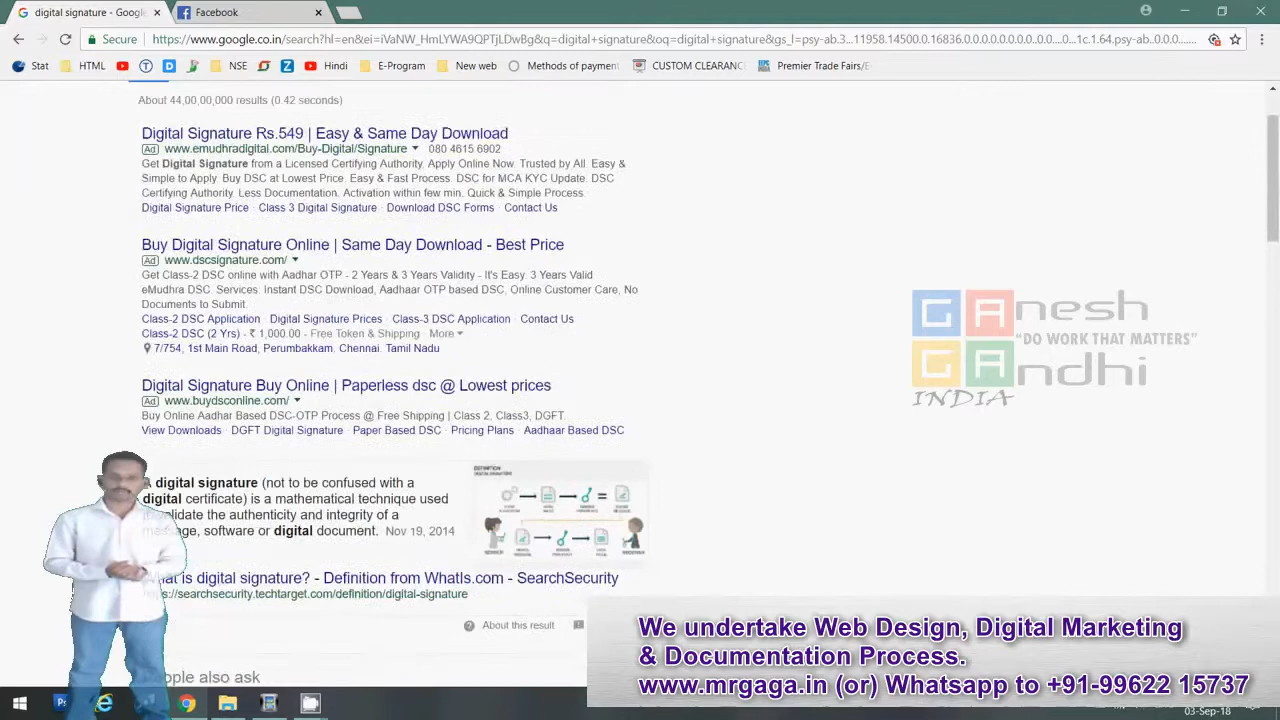 digital signature - Google
Facebook
Secure https://www.google.co.in/search?hl=en&ei=iVaNW_HmLYWA9QPTjLDwBg&q=digital+signature&oq=digital+signature&gs_l=psy-ab.3...11958.14500.0.16836.0.0.0.0.0.0.0.0..0.0....0...1c.1.64.psy-ab..0.0.0...
Stat HTML NSE Hindi E-Program New web Methods of paymen CUSTOM CLEARANC Premier Trade Fairs/E
About 44,00,00,000 results (0.42 seconds)
Digital Signature Rs.549 | Easy & Same Day Download
Ad www.emudhradigital.com/Buy-Digital/Signature 080 4615 6902
Get Digital Signature from a Licensed Certifying Authority. Apply Online Now. Trusted by All. Easy &
Simple to Apply. Buy DSC at Lowest Price. Easy & Fast Process. DSC for MCA KYC Update. DSC
Certifying Authority. Less Documentation. Activation within few min. Quick & Simple Process.
Digital Signature Price · Class 3 Digital Signature · Download DSC Forms · Contact Us
Buy Digital Signature Online | Same Day Download - Best Price
Ad www.dscsignature.com/
Get Class-2 DSC online with Aadhar OTP - 2 Years & 3 Years Validity - It's Easy. 3 Years Valid
eMudhra DSC. Services: Instant DSC Download, Aadhaar OTP based DSC, Online Customer Care, No
Documents to Submit.
Class-2 DSC Application · Digital Signature Prices · Class-3 DSC Application · Contact Us
Class-2 DSC (2 Yrs) - ₹ 1,000.00 - Free Token & Shipping · More
7/754, 1st Main Road, Perumbakkam, Chennai, Tamil Nadu
Digital Signature Buy Online | Paperless dsc @ Lowest prices
Ad www.buydsconline.com/
Buy Online Aadhar Based DSC-OTP Process @ Free Shipping | Class 2, Class3, DGFT.
View Downloads · DGFT Digital Signature · Paper Based DSC · Pricing Plans · Aadhaar Based DSC
A digital signature (not to be confused with a
digital certificate) is a mathematical technique used
validate the authenticity and integrity of a
message, software or digital document. Nov 19, 2014
What is digital signature? - Definition from WhatIs.com - SearchSecurity
https://searchsecurity.techtarget.com/definition/digital-signature
About this result
People also ask
GAnesh
"DO WORK THAT MATTERS"
GAndhi
INDIA
We undertake Web Design, Digital Marketing
& Documentation Process.
www.mrgaga.in (or) Whatsapp to +91-99622 15737
03-Sep-18